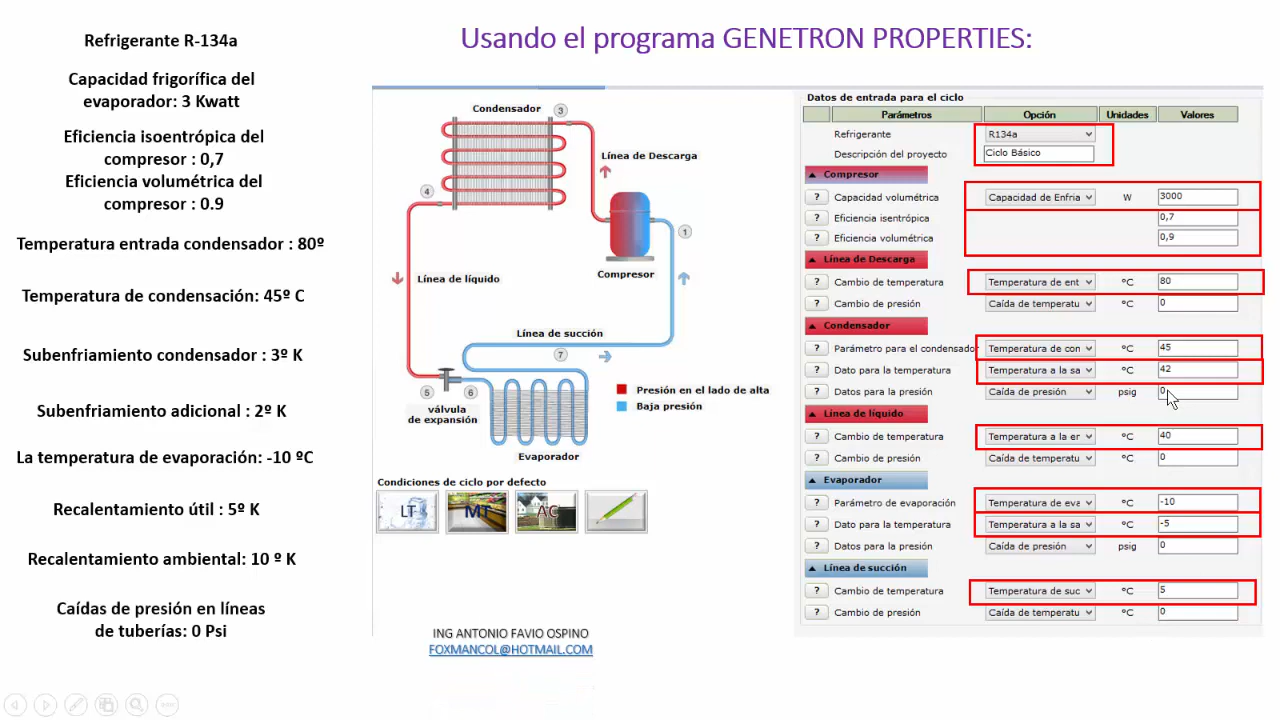 Usando el programa GENETRON PROPERTIES:
Refrigerante R-134a
Capacidad frigorífica del
evaporador: 3 Kwatt
Eficiencia isoentrópica del
compresor : 0,7
Eficiencia volumétrica del
compresor : 0.9
Temperatura entrada condensador : 80º
Temperatura de condensación: 45º C
Subenfriamiento condensador : 3º K
Subenfriamiento adicional : 2º K
La temperatura de evaporación: -10 ºC
Recalentamiento útil : 5º K
Recalentamiento ambiental: 10 º K
Caídas de presión en líneas
de tuberías: 0 Psi
Condensador
3
Línea de Descarga
4
1
Compresor
Línea de líquido
Línea de succión
7
5
6
válvula
de expansión
Presión en el lado de alta
Baja presión
Evaporador
Condiciones de ciclo por defecto
LT
MT
AC
ING ANTONIO FAVIO OSPINO
FOXMANCOL@HOTMAIL.COM
Datos de entrada para el ciclo
Parámetros Opción Unidades Valores
Refrigerante R134a
Descripción del proyecto Ciclo Básico
Compresor
? Capacidad volumétrica Capacidad de Enfria W 3000
? Eficiencia isentrópica 0,7
? Eficiencia volumétrica 0,9
Línea de Descarga
? Cambio de temperatura Temperatura de ent ºC 80
? Cambio de presión Caída de temperatu ºC 0
Condensador
? Parámetro para el condensador Temperatura de con ºC 45
? Dato para la temperatura Temperatura a la sa ºC 42
? Datos para la presión Caída de presión psig 0
Linea de líquido
? Cambio de temperatura Temperatura a la er ºC 40
? Cambio de presión Caída de temperatu ºC 0
Evaporador
? Parámetro de evaporación Temperatura de eva ºC -10
? Dato para la temperatura Temperatura a la sa ºC -5
? Datos para la presión Caída de presión psig 0
Línea de succión
? Cambio de temperatura Temperatura de suc ºC 5
? Cambio de presión Caída de temperatu ºC 0